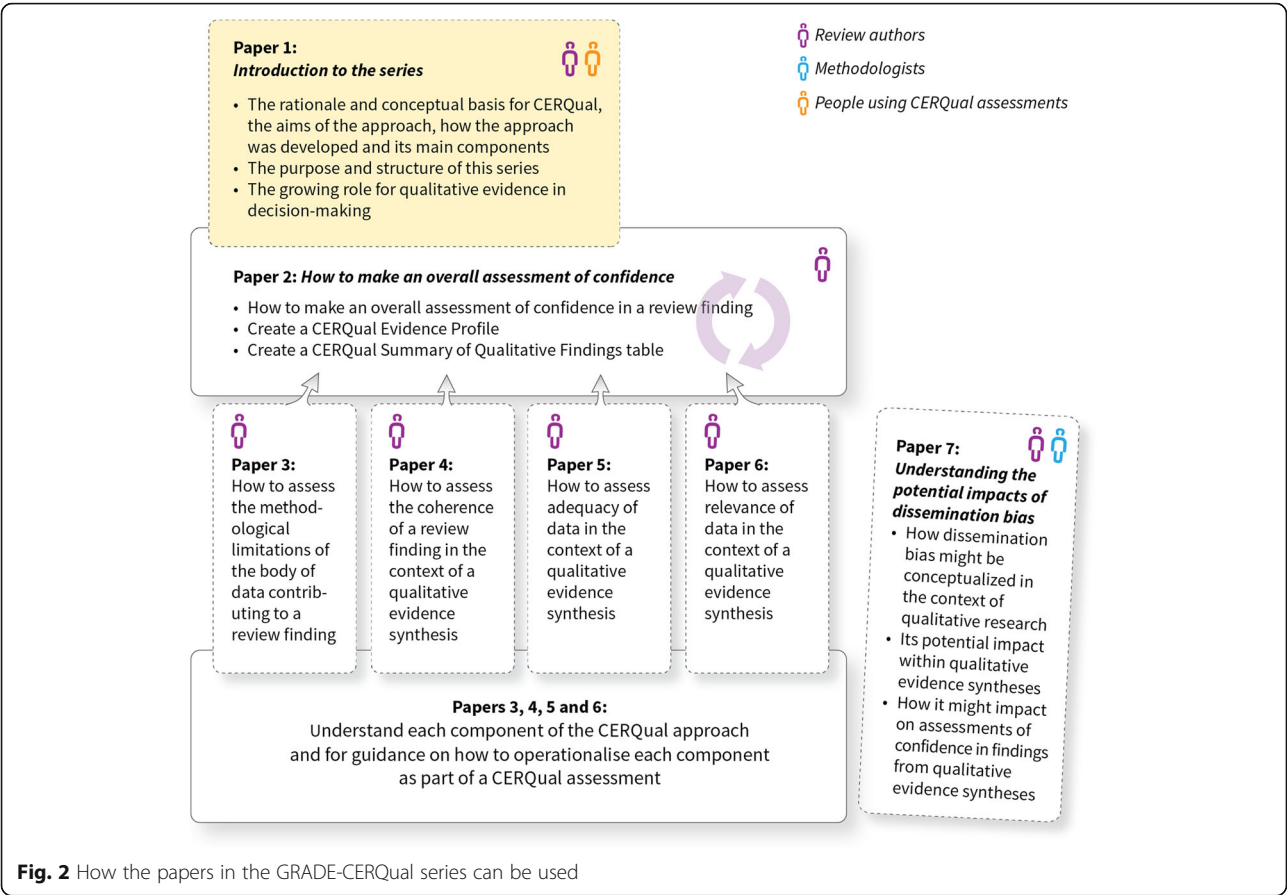 Paper 1:
Introduction to the series
• The rationale and conceptual basis for CERQual,
the aims of the approach, how the approach
was developed and its main components
• The purpose and structure of this series
• The growing role for qualitative evidence in
decision-making
Review authors
Methodologists
People using CERQual assessments
Paper 2: How to make an overall assessment of confidence
• How to make an overall assessment of confidence in a review finding
• Create a CERQual Evidence Profile
• Create a CERQual Summary of Qualitative Findings table
Paper 3:
How to assess
the method-
ological
limitations of
the body of
data contrib-
uting to a
review finding
Paper 4:
How to assess
the coherence
of a review
finding in the
context of a
qualitative
evidence
synthesis
Paper 5:
How to assess
adequacy of
data in the
context of a
qualitative
evidence
synthesis
Paper 6:
How to assess
relevance of
data in the
context of a
qualitative
evidence
synthesis
Papers 3, 4, 5 and 6:
Understand each component of the CERQual approach
and for guidance on how to operationalise each component
as part of a CERQual assessment
Paper 7:
Understanding the
potential impacts of
dissemination bias
• How dissemination
bias might be
conceptualized in
the context of
qualitative research
• Its potential impact
within qualitative
evidence syntheses
• How it might impact
on assessments of
confidence in findings
from qualitative
evidence syntheses
Fig. 2 How the papers in the GRADE-CERQual series can be used